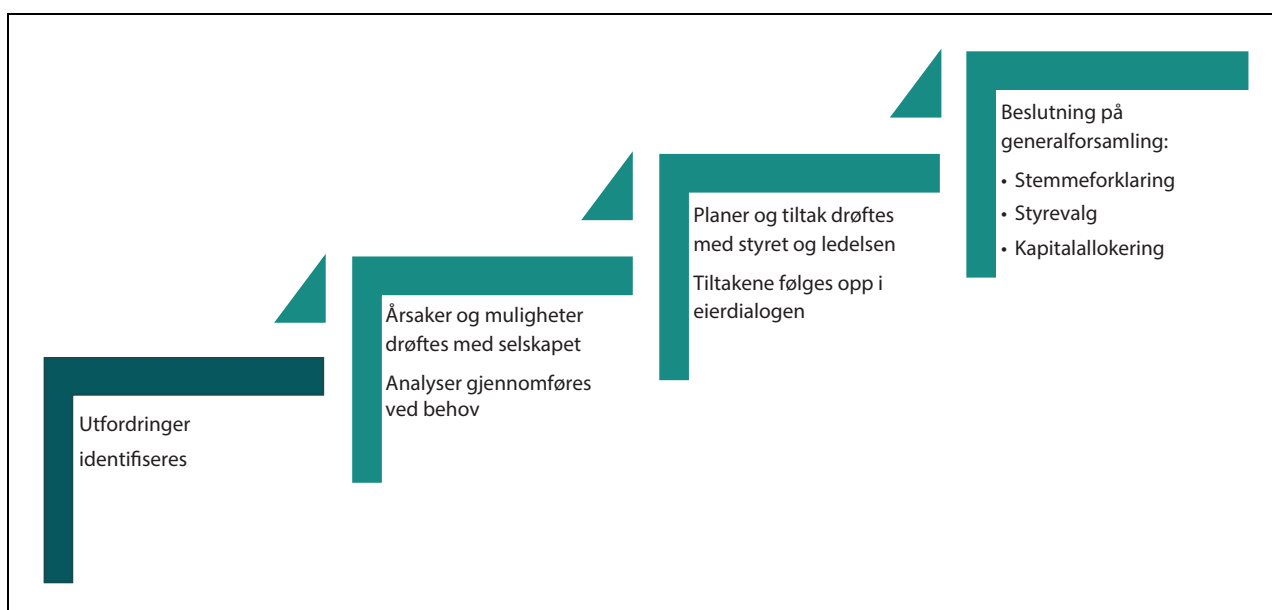 Utfordringer
identifiseres
Årsaker og muligheter
drøftes med selskapet
Analyser gjennomføres
ved behov
Planer og tiltak drøftes
med styret og ledelsen
Tiltakene følges opp i
eierdialogen
Beslutning på
generalforsamling:
• Stemmeforklaring
• Styrevalg
• Kapitalallokering